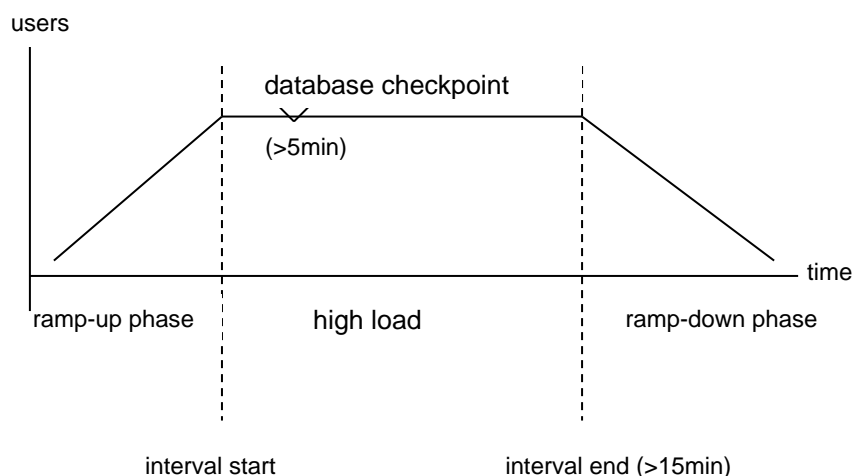 users
database checkpoint
(>5min)
time
ramp-up phase
high load
ramp-down phase
interval start
interval end (>15min)